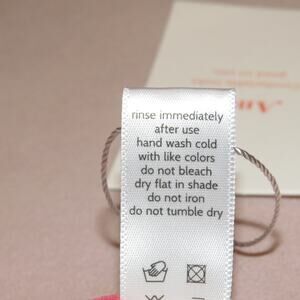 rinse immediately
after use
hand wash cold
with like colors
do not bleach
dry flat in shade
do not iron
do not tumble dry